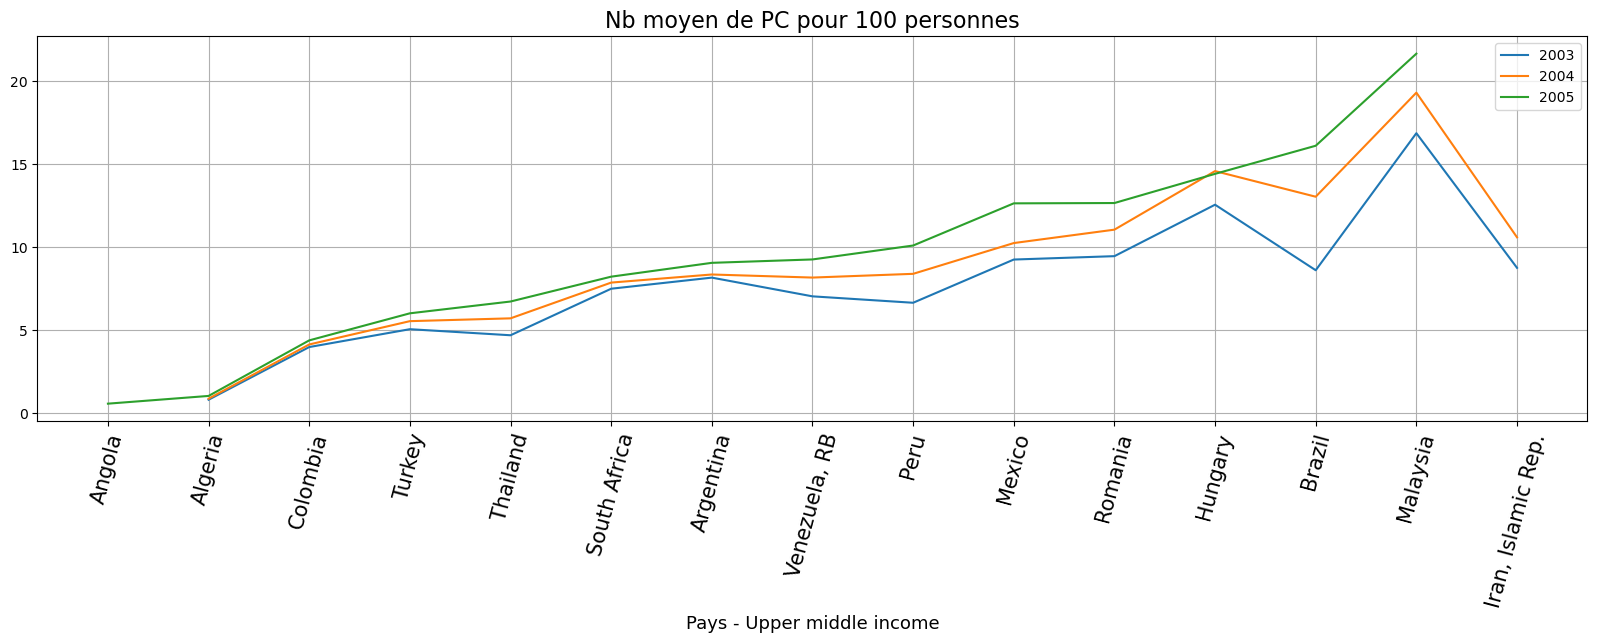 Nb moyen de PC pour 100 personnes
2003
2004
2005
20
15
10
5
0
Angola
Algeria
Colombia
Turkey
Thailand
South Africa
Argentina
Venezuela, RB
Peru
Mexico
Romania
Hungary
Brazil
Malaysia
Iran, Islamic Rep.
Pays - Upper middle income